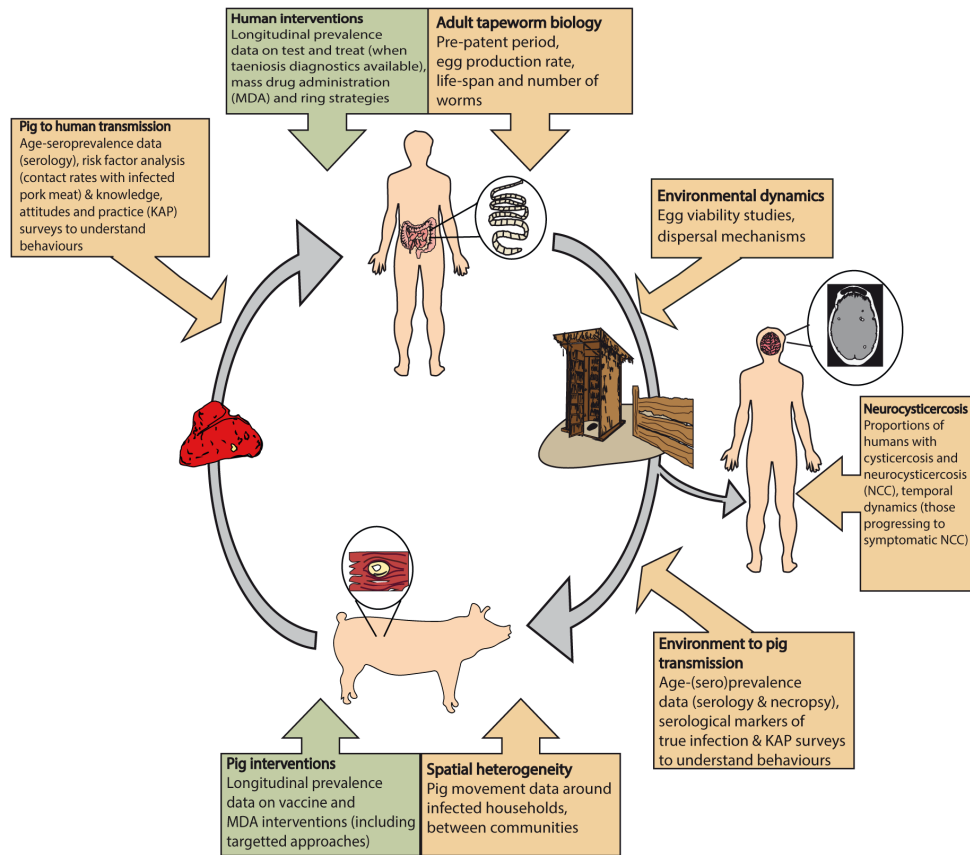 Human interventions
Longitudinal prevalence
data on test and treat (when
taeniosis diagnostics available),
mass drug administration
(MDA) and ring strategies
Adult tapeworm biology
Pre-patent period,
egg production rate,
life-span and number of
worms
Pig to human transmission
Age-seroprevalence data
(serology), risk factor analysis
(contact rates with infected
pork meat) & knowledge,
attitudes and practice (KAP)
surveys to understand
behaviours
Environmental dynamics
Egg viability studies,
dispersal mechanisms
Neurocysticercosis
Proportions of
humans with
cysticercosis and
neurocysticercosis
(NCC), temporal
dynamics (those
progressing to
symptomatic NCC)
Environment to pig
transmission
Age-(sero)prevalence
data (serology & necropsy),
serological markers of
true infection & KAP surveys
to understand behaviours
Pig interventions
Longitudinal prevalence
data on vaccine and
MDA interventions (including
targetted approaches)
Spatial heterogeneity
Pig movement data around
infected households,
between communities